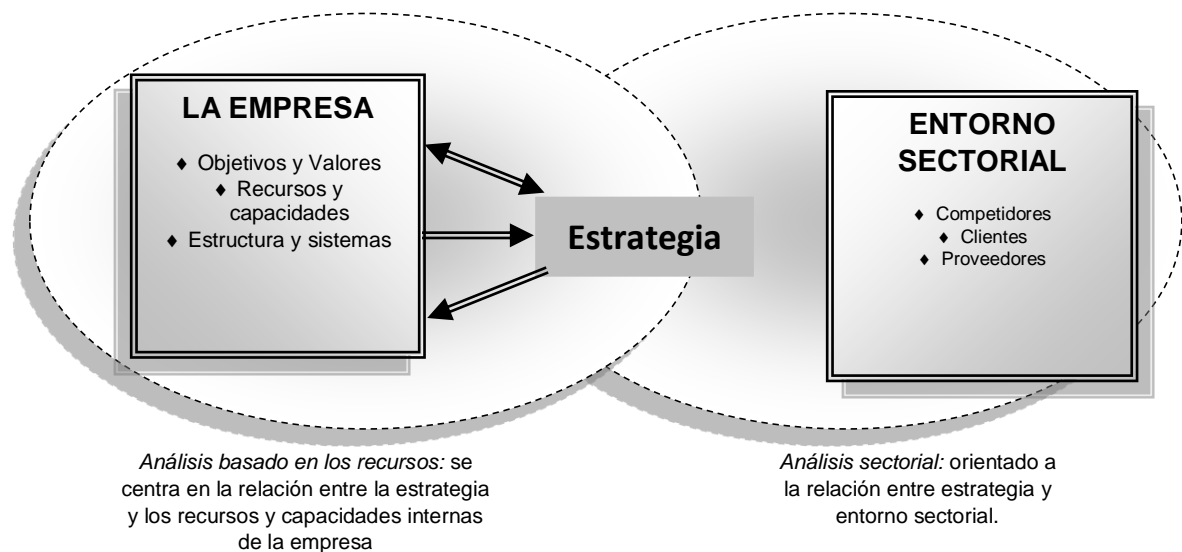 LA EMPRESA
♦ Objetivos y Valores
♦ Recursos y
capacidades
♦ Estructura y sistemas
Estrategia
ENTORNO
SECTORIAL
♦ Competidores
♦ Clientes
♦ Proveedores
Análisis basado en los recursos: se
centra en la relación entre la estrategia
y los recursos y capacidades internas
de la empresa
Análisis sectorial: orientado a
la relación entre estrategia y
entorno sectorial.